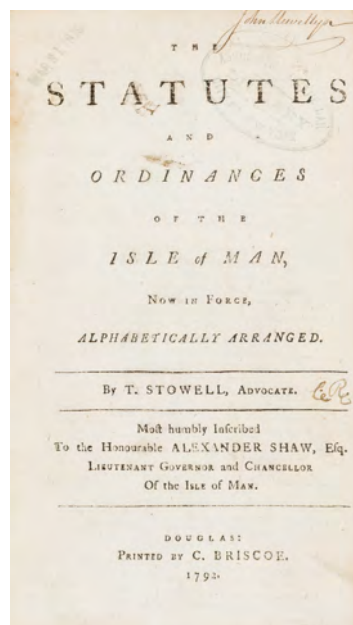 John Llewellyn
THE
STATUTES
AND
ORDINANCES
OF THE
ISLE of MAN,
NOW IN FORCE,
ALPHABETICALLY ARRANGED.
By T. STOWELL, ADVOCATE.
Moſt humbly Inſcribed
To the Honourable ALEXANDER SHAW, Eſq.
LIEUTENANT GOVERNOR and CHANCELLOR
Of the ISLE of MAN.
DOUGLAS:
PRINTED BY C. BRISCOE.
1792.